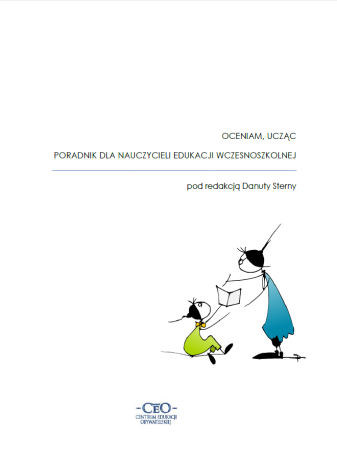 OCENIAM, UCZĄC
PORADNIK DLA NAUCZYCIELI EDUKACJI WCZESNOSZKOLNEJ
pod redakcją Danuty Sterny
CEO
CENTRUM EDUKACJI
OBYWATELSKIEJ